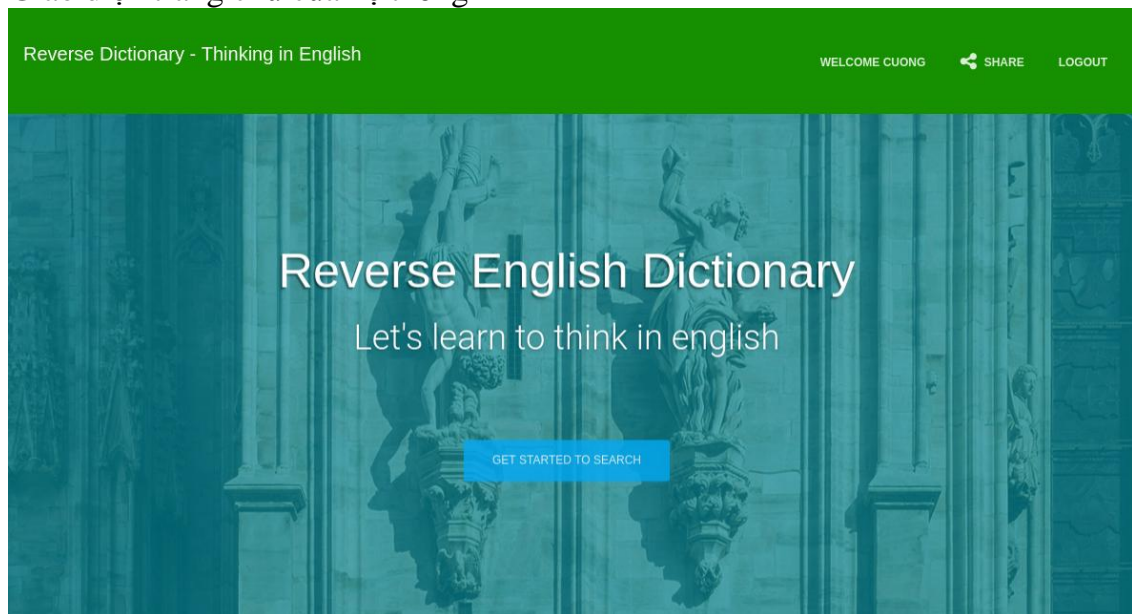 Reverse Dictionary - Thinking in English
WELCOME CUONG SHARE LOGOUT
Reverse English Dictionary
Let's learn to think in english
GET STARTED TO SEARCH